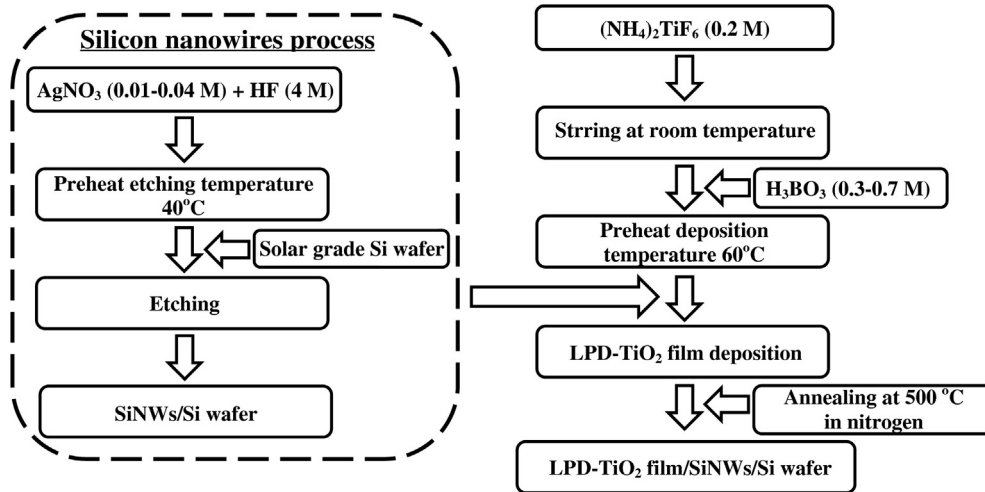 Silicon nanowires process
AgNO₃ (0.01-0.04 M) + HF (4 M)
Preheat etching temperature
40°C
Solar grade Si wafer
Etching
SiNWs/Si wafer
(NH₄)₂TiF₆ (0.2 M)
Strring at room temperature
H₃BO₃ (0.3-0.7 M)
Preheat deposition
temperature 60°C
LPD-TiO₂ film deposition
Annealing at 500 °C
in nitrogen
LPD-TiO₂ film/SiNWs/Si wafer